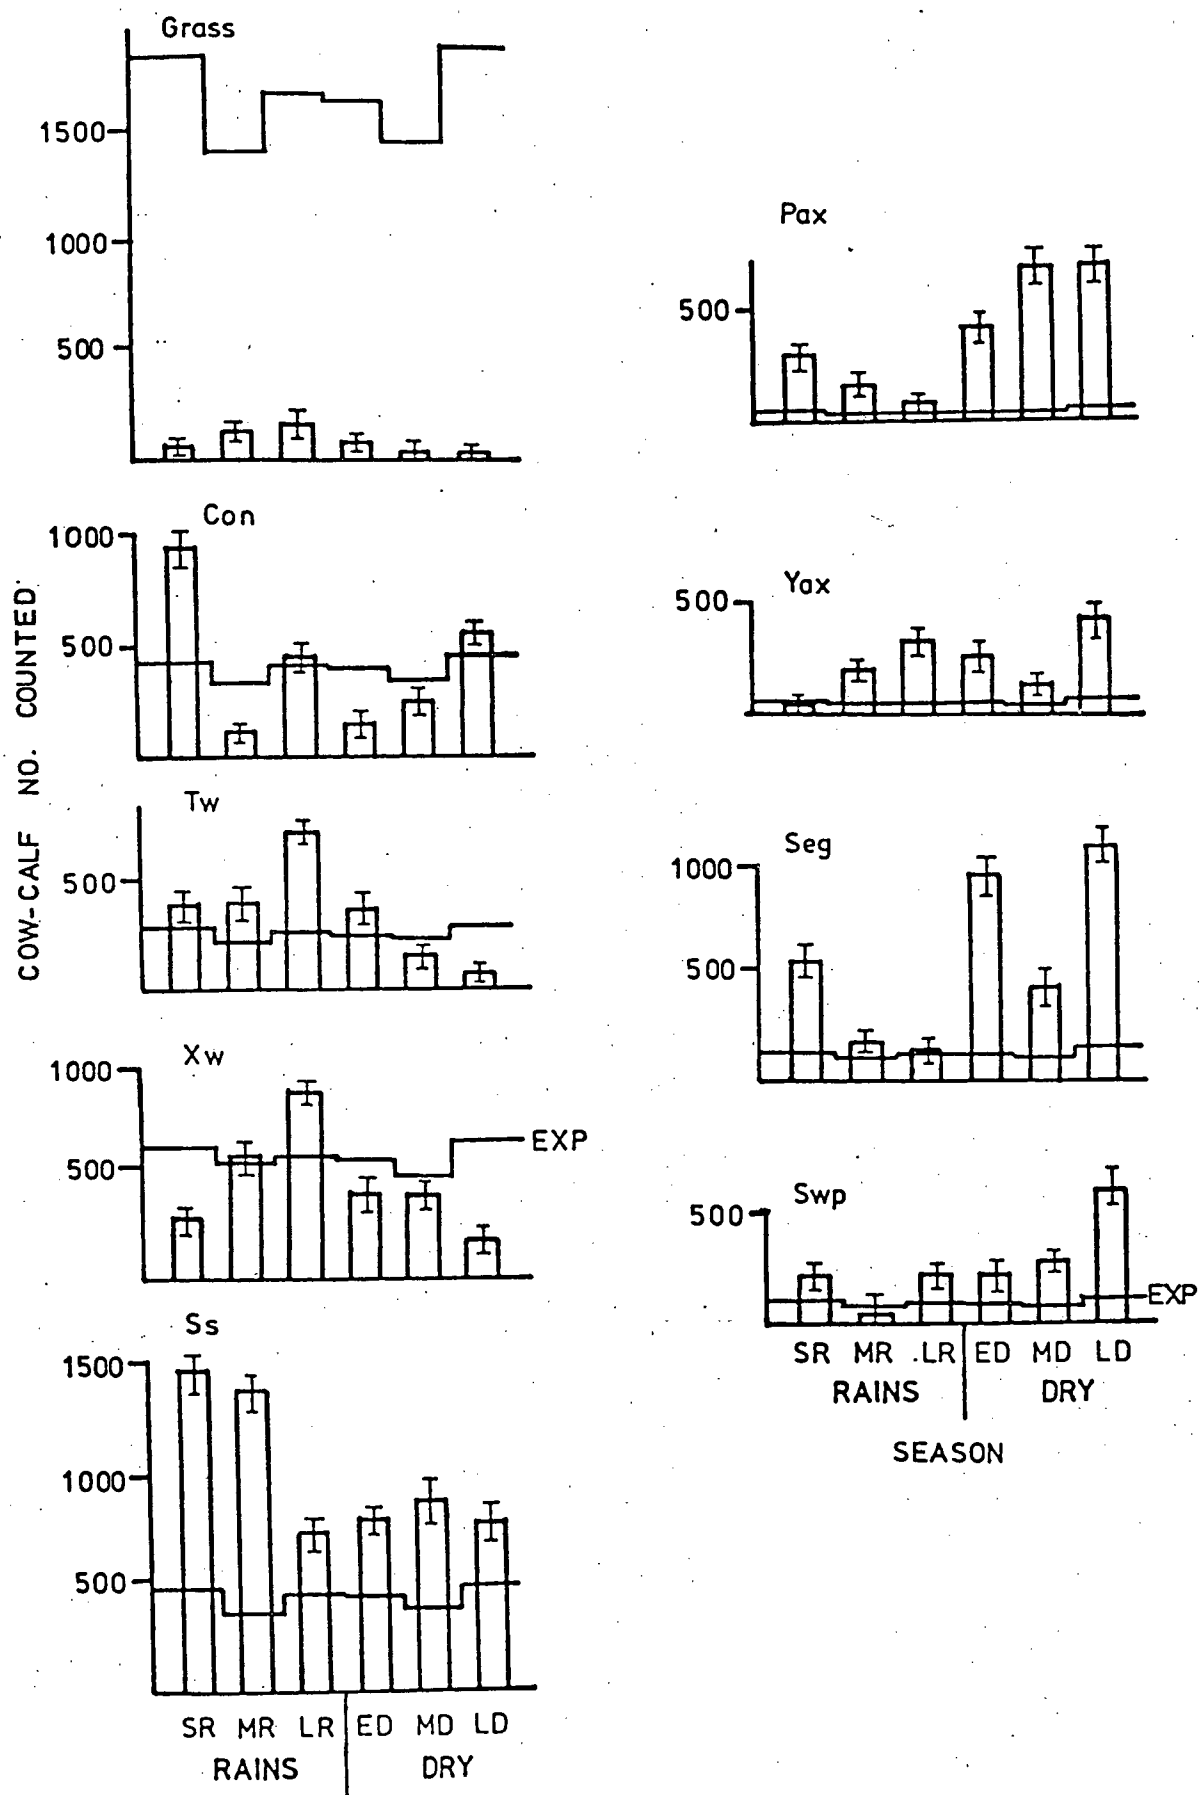 Grass
1500
1000
500
Con
1000
500
Tw
500
Xw
1000
500
EXP
Ss
1500
1000
500
SR MR LR ED MD LD
RAINS DRY
COW-CALF NO. COUNTED
Pax
500
Yax
500
Seg
1000
500
Swp
500
EXP
SR MR LR ED MD LD
RAINS DRY
SEASON